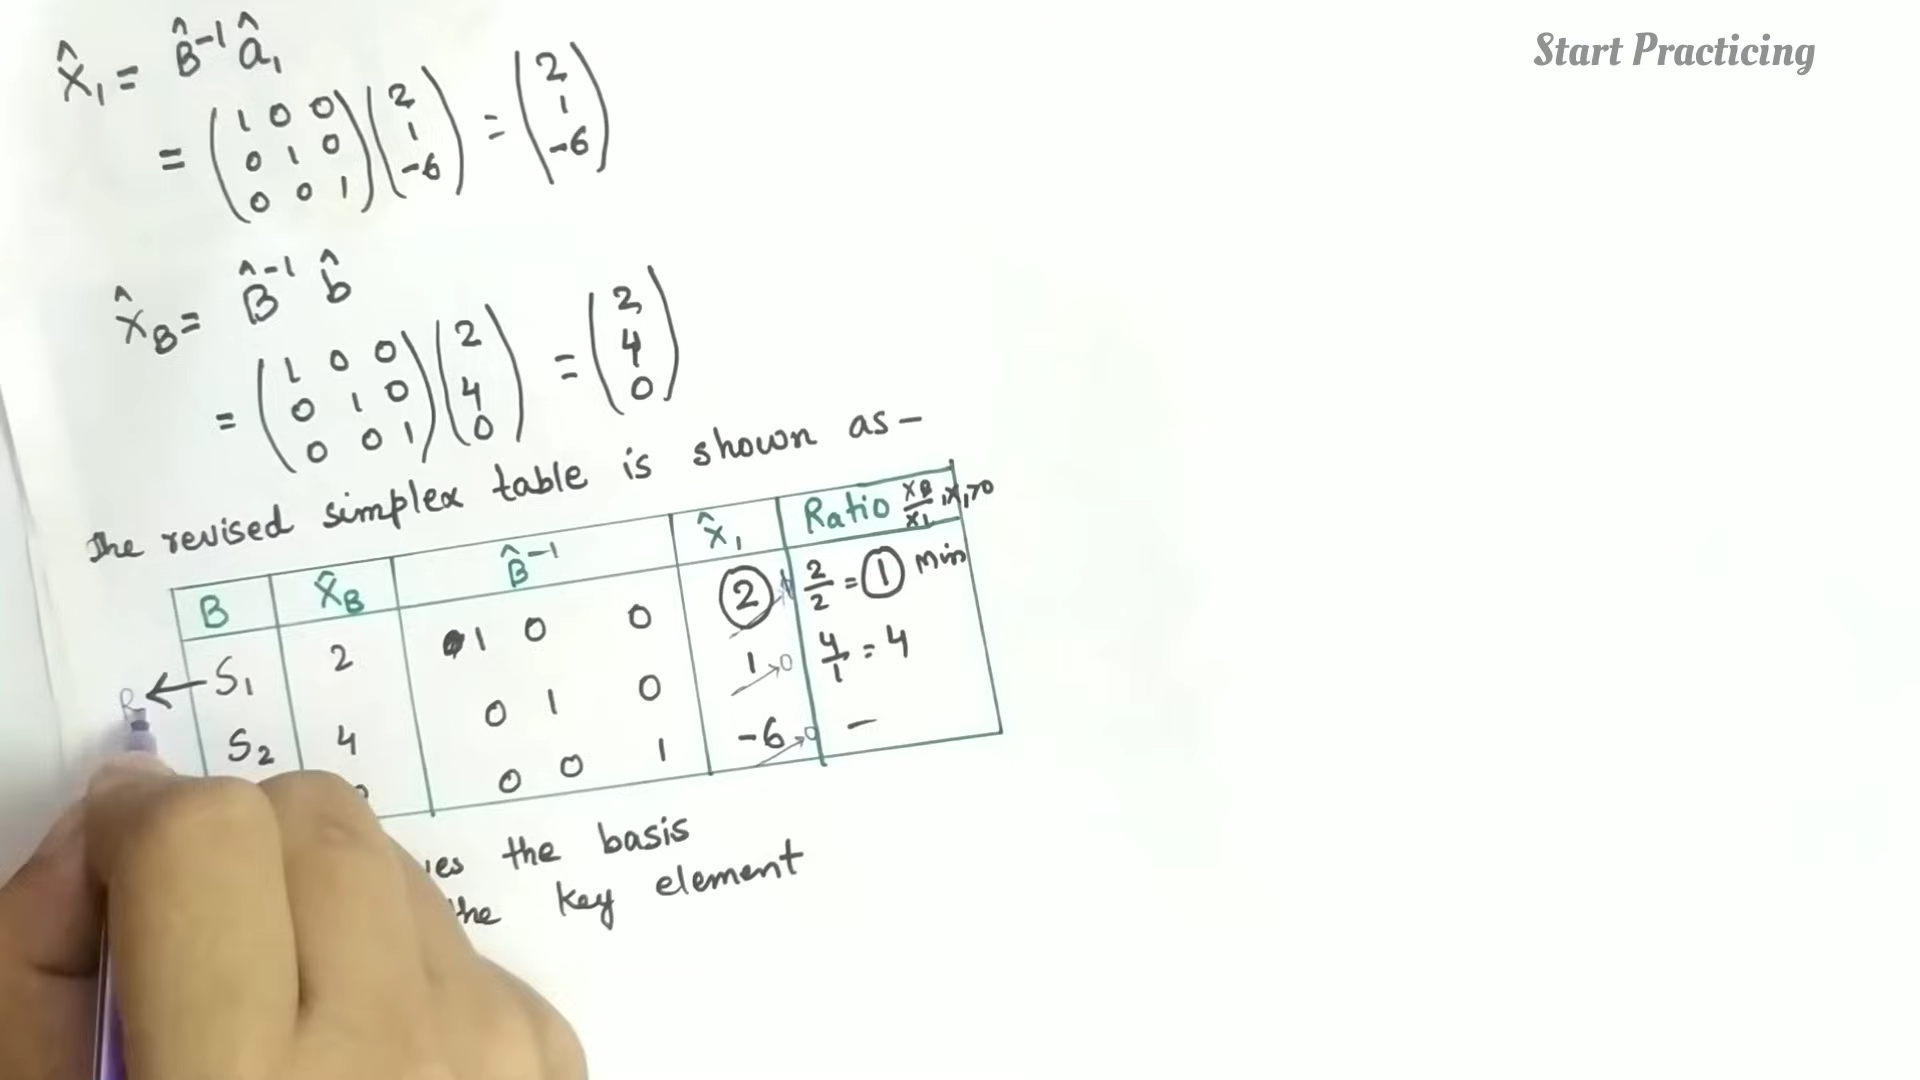 Start Practicing
X̂₁ = B̂⁻¹ â₁
= (1 0 0) (2) = (2)
0 1 0 1 1
0 0 1 -6 -6
X̂B = B̂⁻¹ b̂
= (1 0 0) (2) = (2)
0 1 0 4 4
0 0 1 0 0
The revised simplex table is shown as –
B X̂B B̂⁻¹ X̂₁ Ratio XB/X1, X₁>0
S₁ 2 1 0 0 2 2/2 = 1 Min
S₂ 4 0 1 0 1→0 4/1 = 4
0 0 1 -6→0 –
the basis
the key element